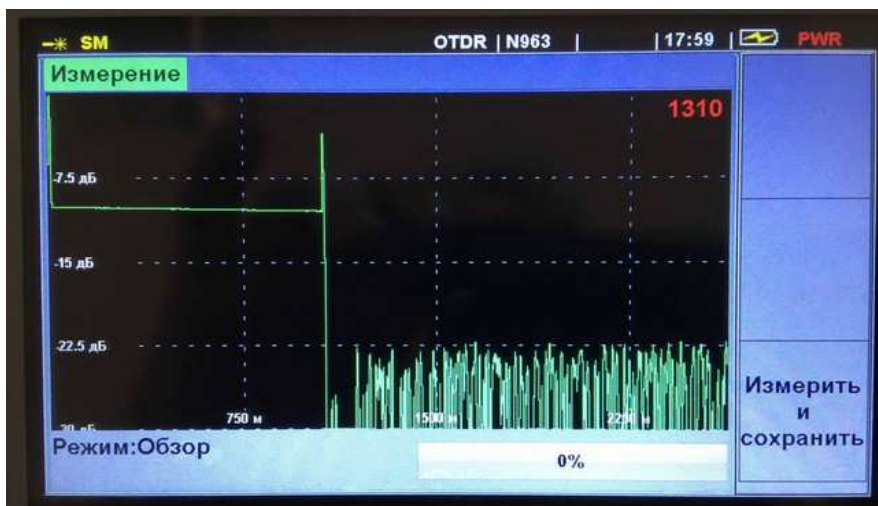 SM OTDR | N963 | | 17:59 | PWR
Измерение
1310
-7.5 дБ
-15 дБ
-22.5 дБ
750 м 1500 м
Режим:Обзор
0%
Измерить
и
сохранить